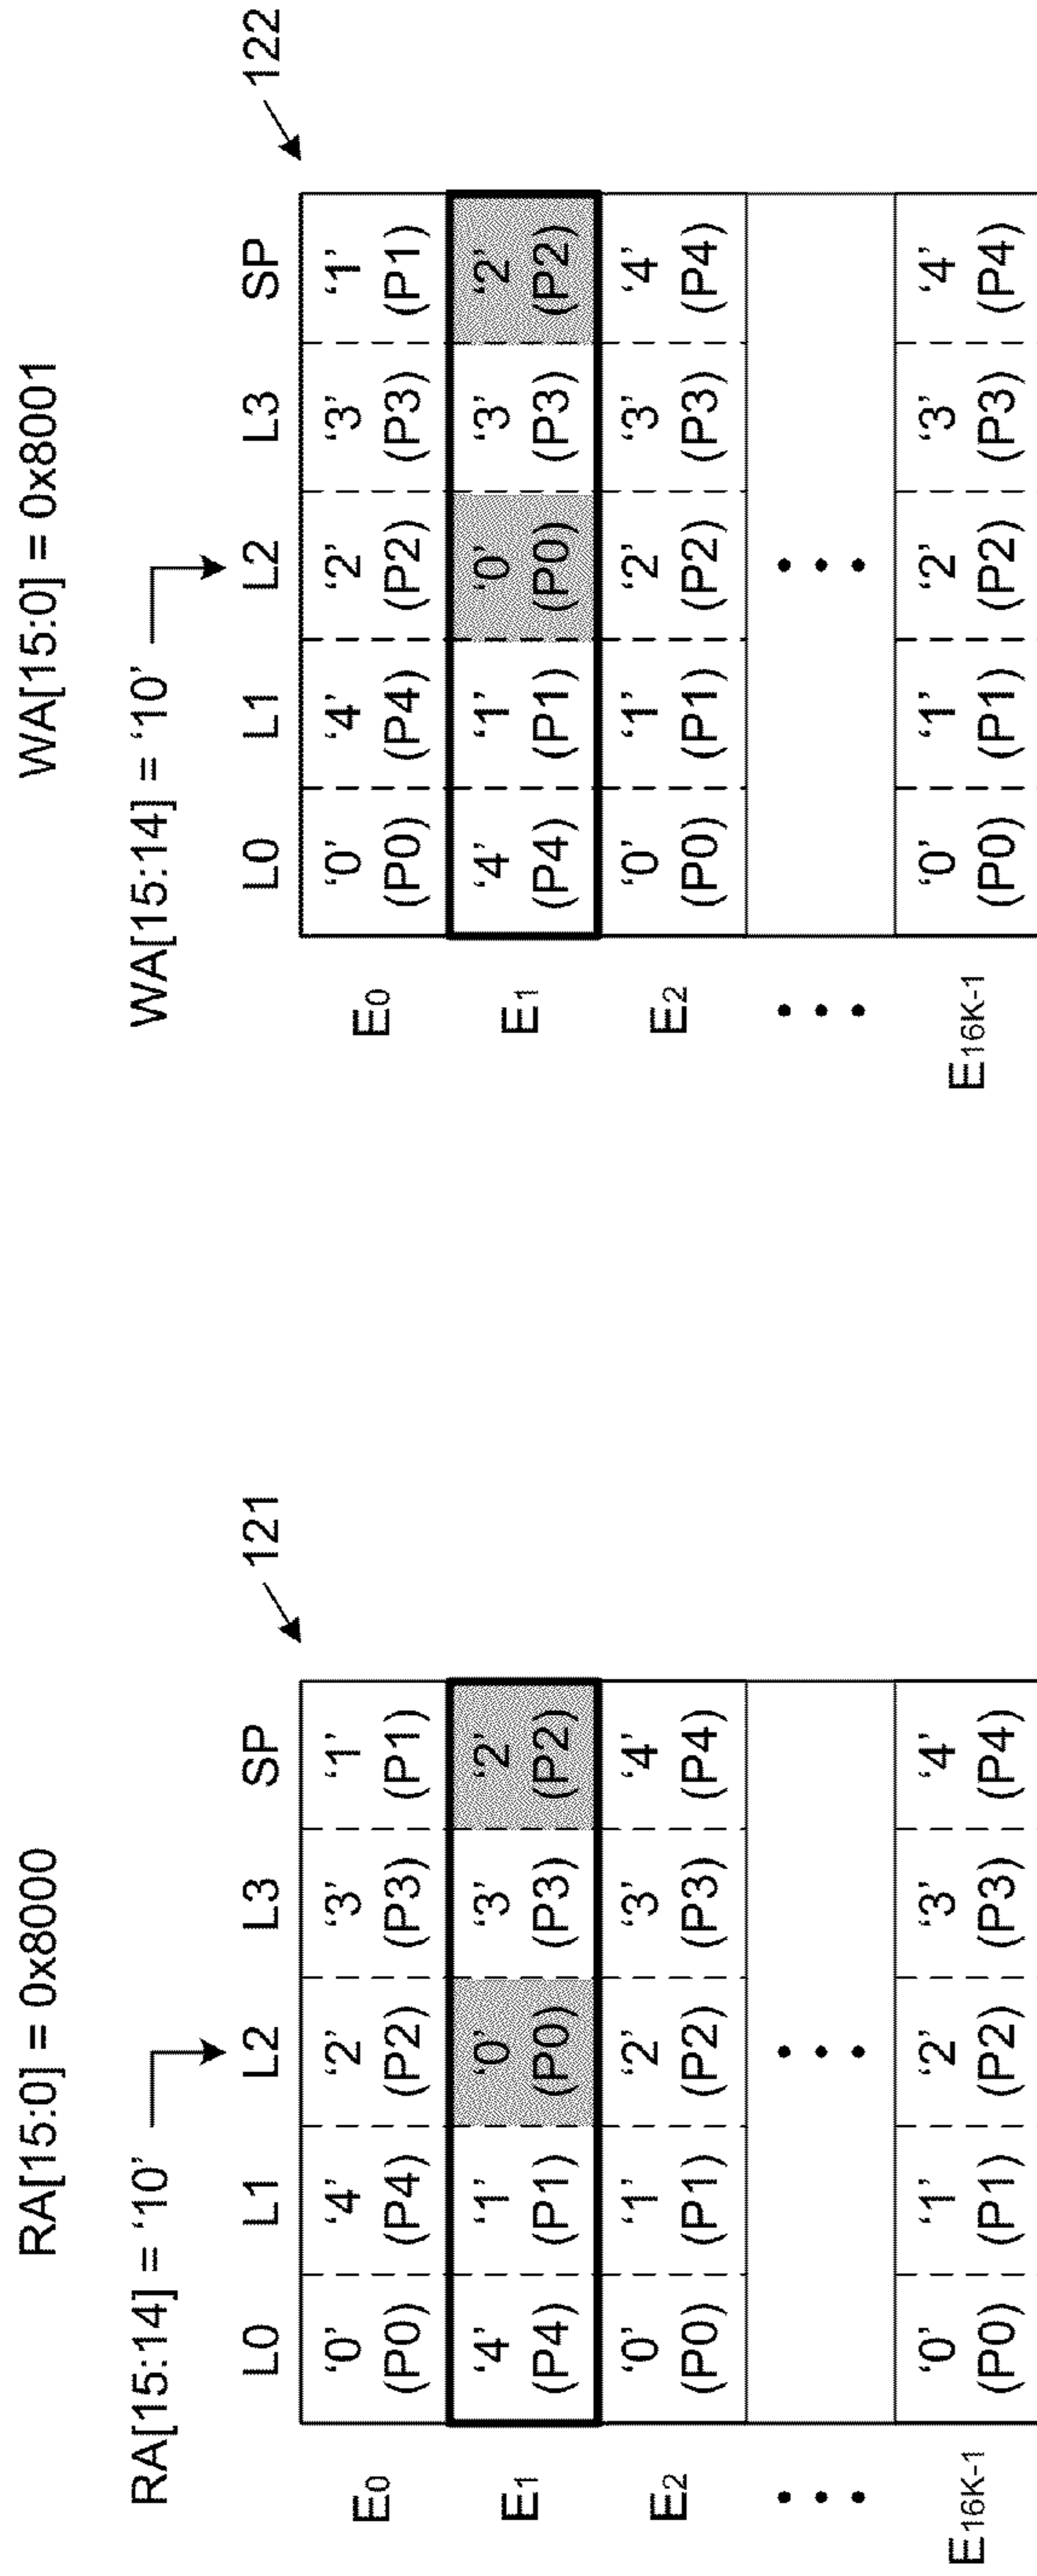 RA[15:0] = 0x8000
RA[15:14] = ‘10’
121
L0 L1 L2 L3 SP
E0 ‘0’ ‘4’ ‘2’ ‘3’ ‘1’
(P0) (P4) (P2) (P3) (P1)
E1 ‘4’ ‘1’ ‘0’ ‘3’ ‘2’
(P4) (P1) (P0) (P3) (P2)
E2 ‘0’ ‘1’ ‘2’ ‘3’ ‘4’
(P0) (P1) (P2) (P3) (P4)
E16K-1 ‘0’ ‘1’ ‘2’ ‘3’ ‘4’
(P0) (P1) (P2) (P3) (P4)
WA[15:0] = 0x8001
WA[15:14] = ‘10’
122
L0 L1 L2 L3 SP
E0 ‘0’ ‘4’ ‘2’ ‘3’ ‘1’
(P0) (P4) (P2) (P3) (P1)
E1 ‘4’ ‘1’ ‘0’ ‘3’ ‘2’
(P4) (P1) (P0) (P3) (P2)
E2 ‘0’ ‘1’ ‘2’ ‘3’ ‘4’
(P0) (P1) (P2) (P3) (P4)
E16K-1 ‘0’ ‘1’ ‘2’ ‘3’ ‘4’
(P0) (P1) (P2) (P3) (P4)